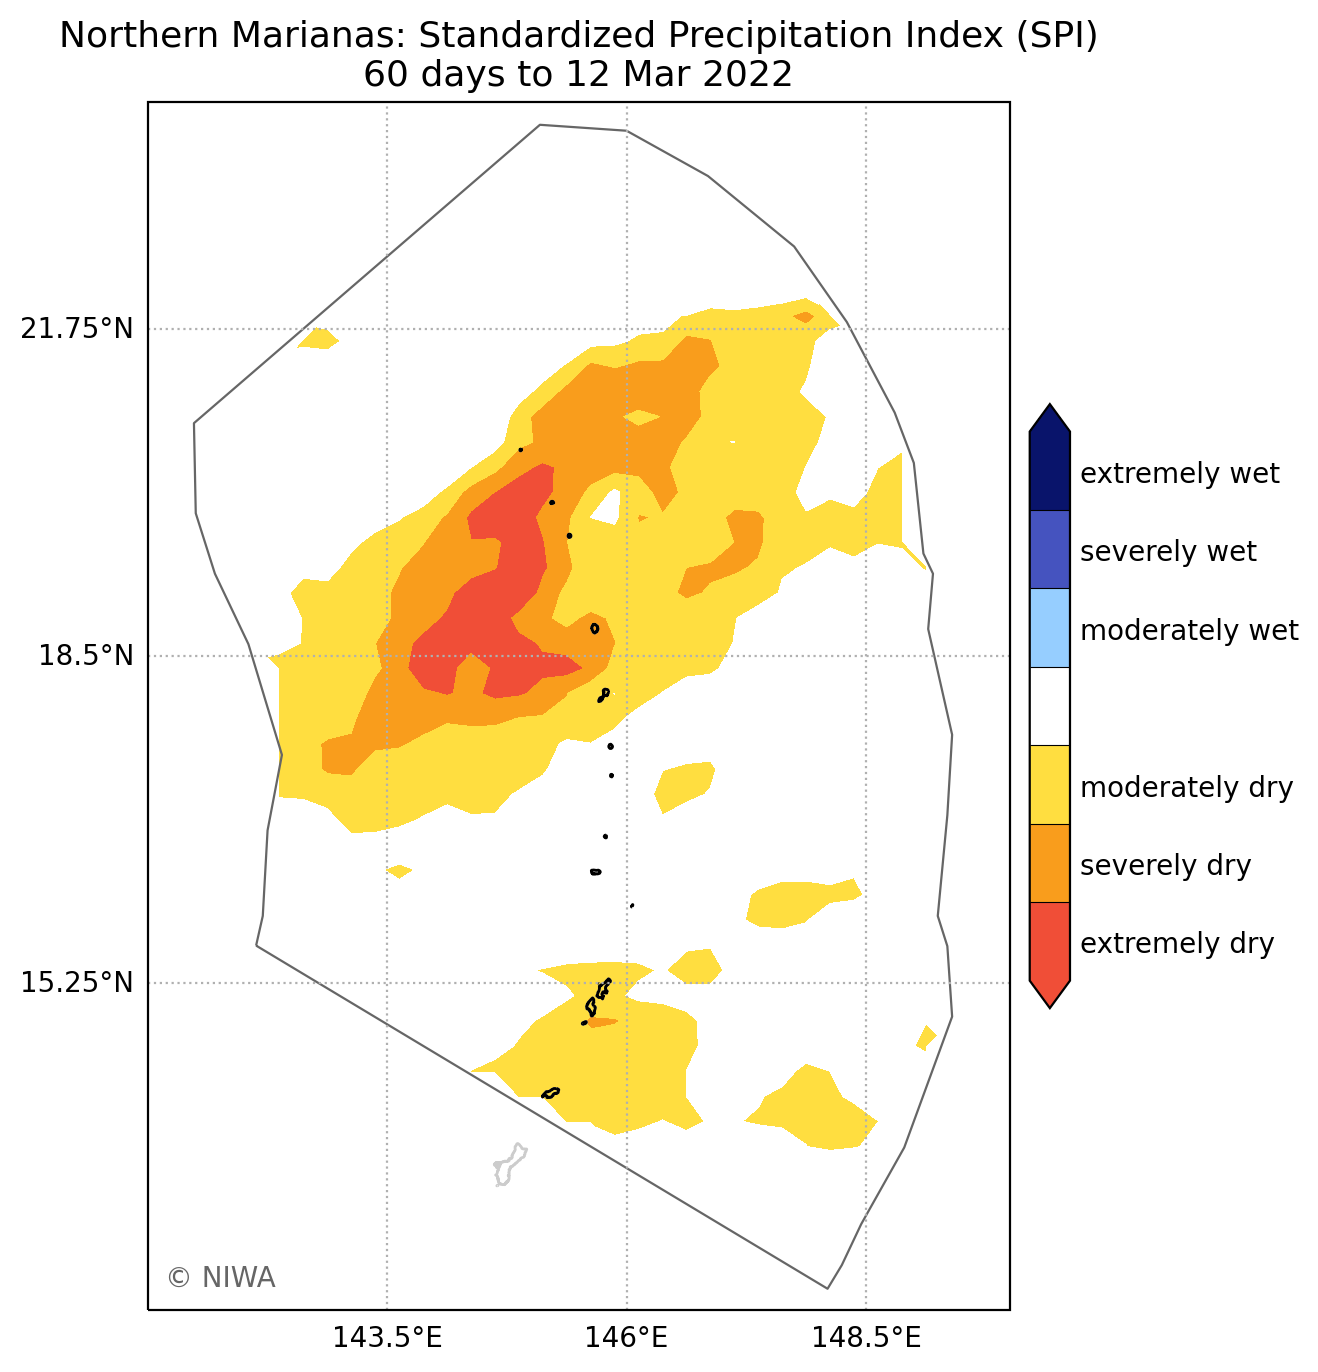 Northern Marianas: Standardized Precipitation Index (SPI)
60 days to 12 Mar 2022
21.75°N
18.5°N
15.25°N
143.5°E
146°E
148.5°E
© NIWA
extremely wet
severely wet
moderately wet
moderately dry
severely dry
extremely dry